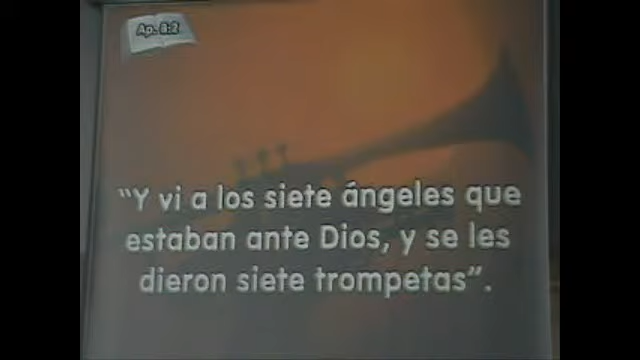 Ap. 8:2
“Y vi a los siete ángeles que
estaban ante Dios, y se les
dieron siete trompetas”.